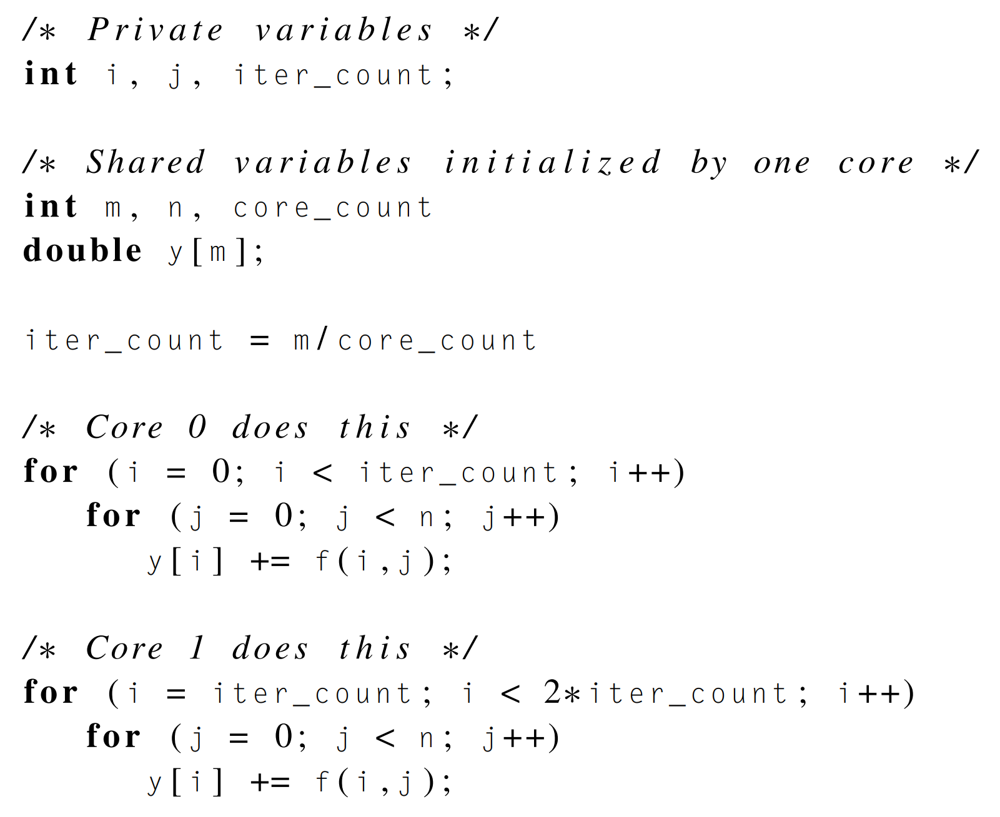 /* Private variables */
int i, j, iter_count;
/* Shared variables initialized by one core */
int m, n, core_count
double y[m];
iter_count = m/core_count
/* Core 0 does this */
for (i = 0; i < iter_count; i++)
for (j = 0; j < n; j++)
y[i] += f(i,j);
/* Core 1 does this */
for (i = iter_count; i < 2*iter_count; i++)
for (j = 0; j < n; j++)
y[i] += f(i,j);